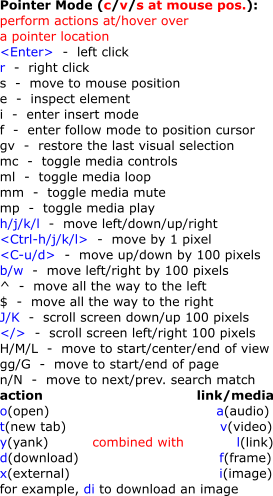 Pointer Mode (c/v/s at mouse pos.):
perform actions at/hover over
a pointer location
<Enter>  -  left click
r  -  right click
s  -  move to mouse position
e  -  inspect element
i  -  enter insert mode
f  -  enter follow mode to position cursor
gv  -  restore the last visual selection
mc  -  toggle media controls
ml  -  toggle media loop
mm  -  toggle media mute
mp  -  toggle media play
h/j/k/l  -  move left/down/up/right
<Ctrl-h/j/k/l>  -  move by 1 pixel
<C-u/d>  -  move up/down by 100 pixels
b/w  -  move left/right by 100 pixels
^  -  move all the way to the left
$  -  move all the way to the right
J/K  -  scroll screen down/up 100 pixels
</>  -  scroll screen left/right 100 pixels
H/M/L  -  move to start/center/end of view
gg/G  -  move to start/end of page
n/N  -  move to next/prev. search match
action link/media
o(open) a(audio)
t(new tab) v(video)
y(yank) combined with l(link)
d(download) f(frame)
x(external) i(image)
for example, di to download an image